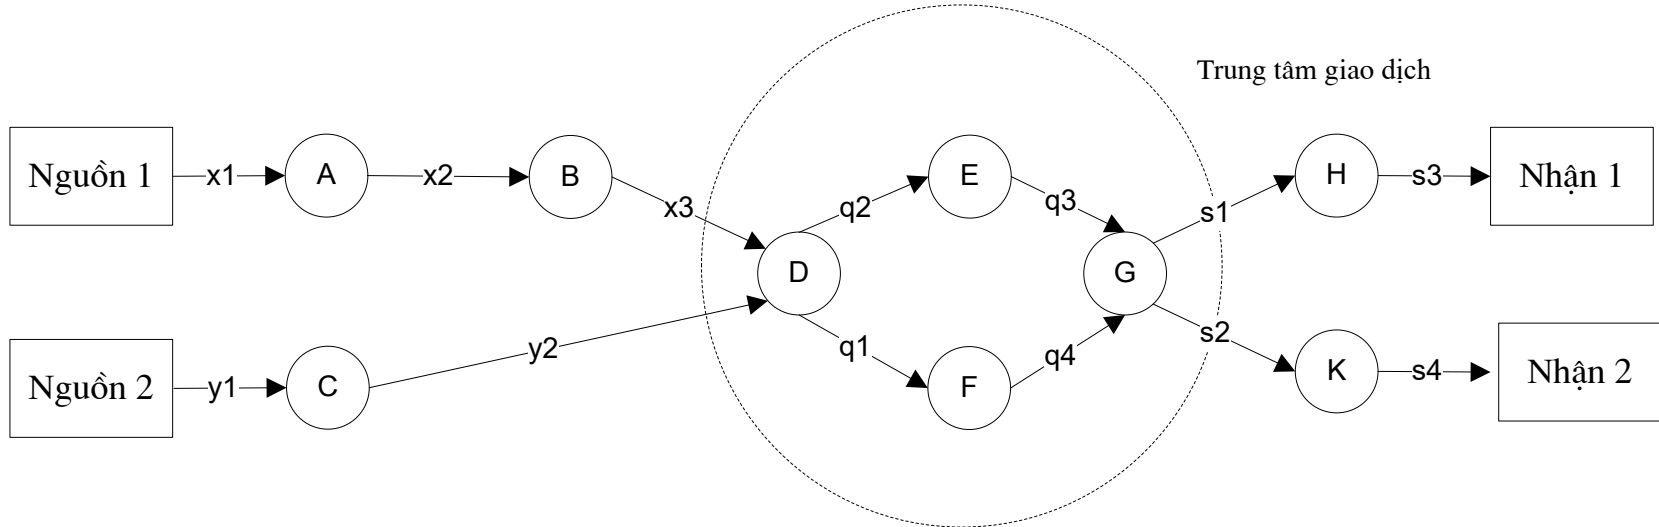 Trung tâm giao dịch
Nguồn 1
x1
A
x2
B
x3
D
q2
E
q3
G
s1
H
s3
Nhận 1
Nguồn 2
y1
C
y2
q1
F
q4
s2
K
s4
Nhận 2